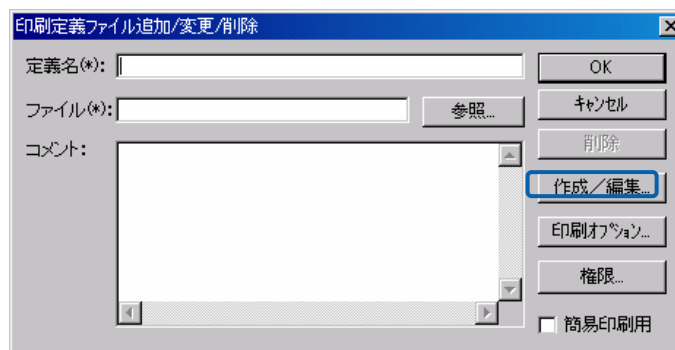 印刷定義ファイル追加/変更/削除
定義名(*):
OK
ファイル(*):
参照...
キャンセル
コメント:
削除
作成／編集...
印刷オプション...
権限...
簡易印刷用